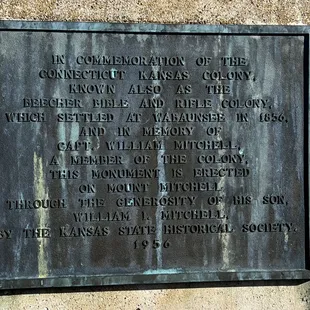 IN COMMEMORATION OF THE
CONNECTICUT KANSAS COLONY,
KNOWN ALSO AS THE
BEECHER BIBLE AND RIFLE COLONY,
WHICH SETTLED AT WABAUNSEE IN 1856,
AND IN MEMORY OF
CAPT. WILLIAM MITCHELL,
A MEMBER OF THE COLONY,
THIS MONUMENT IS ERECTED
ON MOUNT MITCHELL
THROUGH THE GENEROSITY OF HIS SON,
WILLIAM I. MITCHELL,
BY THE KANSAS STATE HISTORICAL SOCIETY.
1956